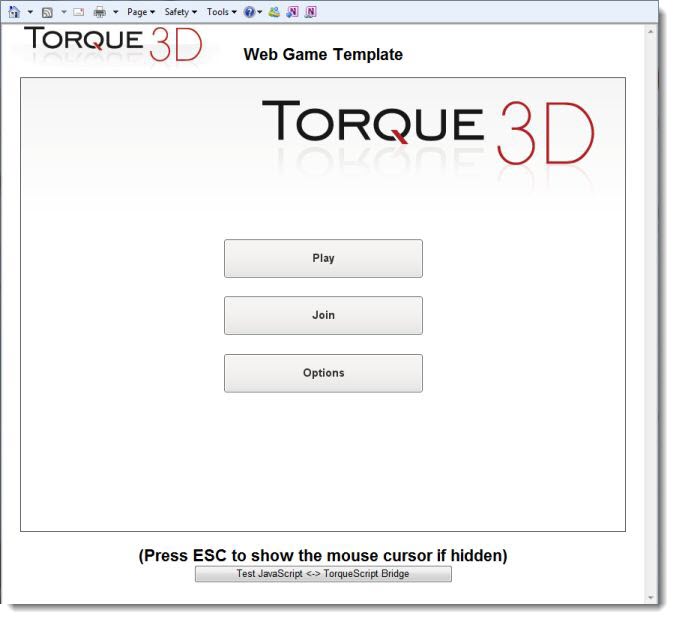 Page Safety Tools
TORQUE 3D
Web Game Template
TORQUE 3D
Play
Join
Options
(Press ESC to show the mouse cursor if hidden)
Test JavaScript <-> TorqueScript Bridge